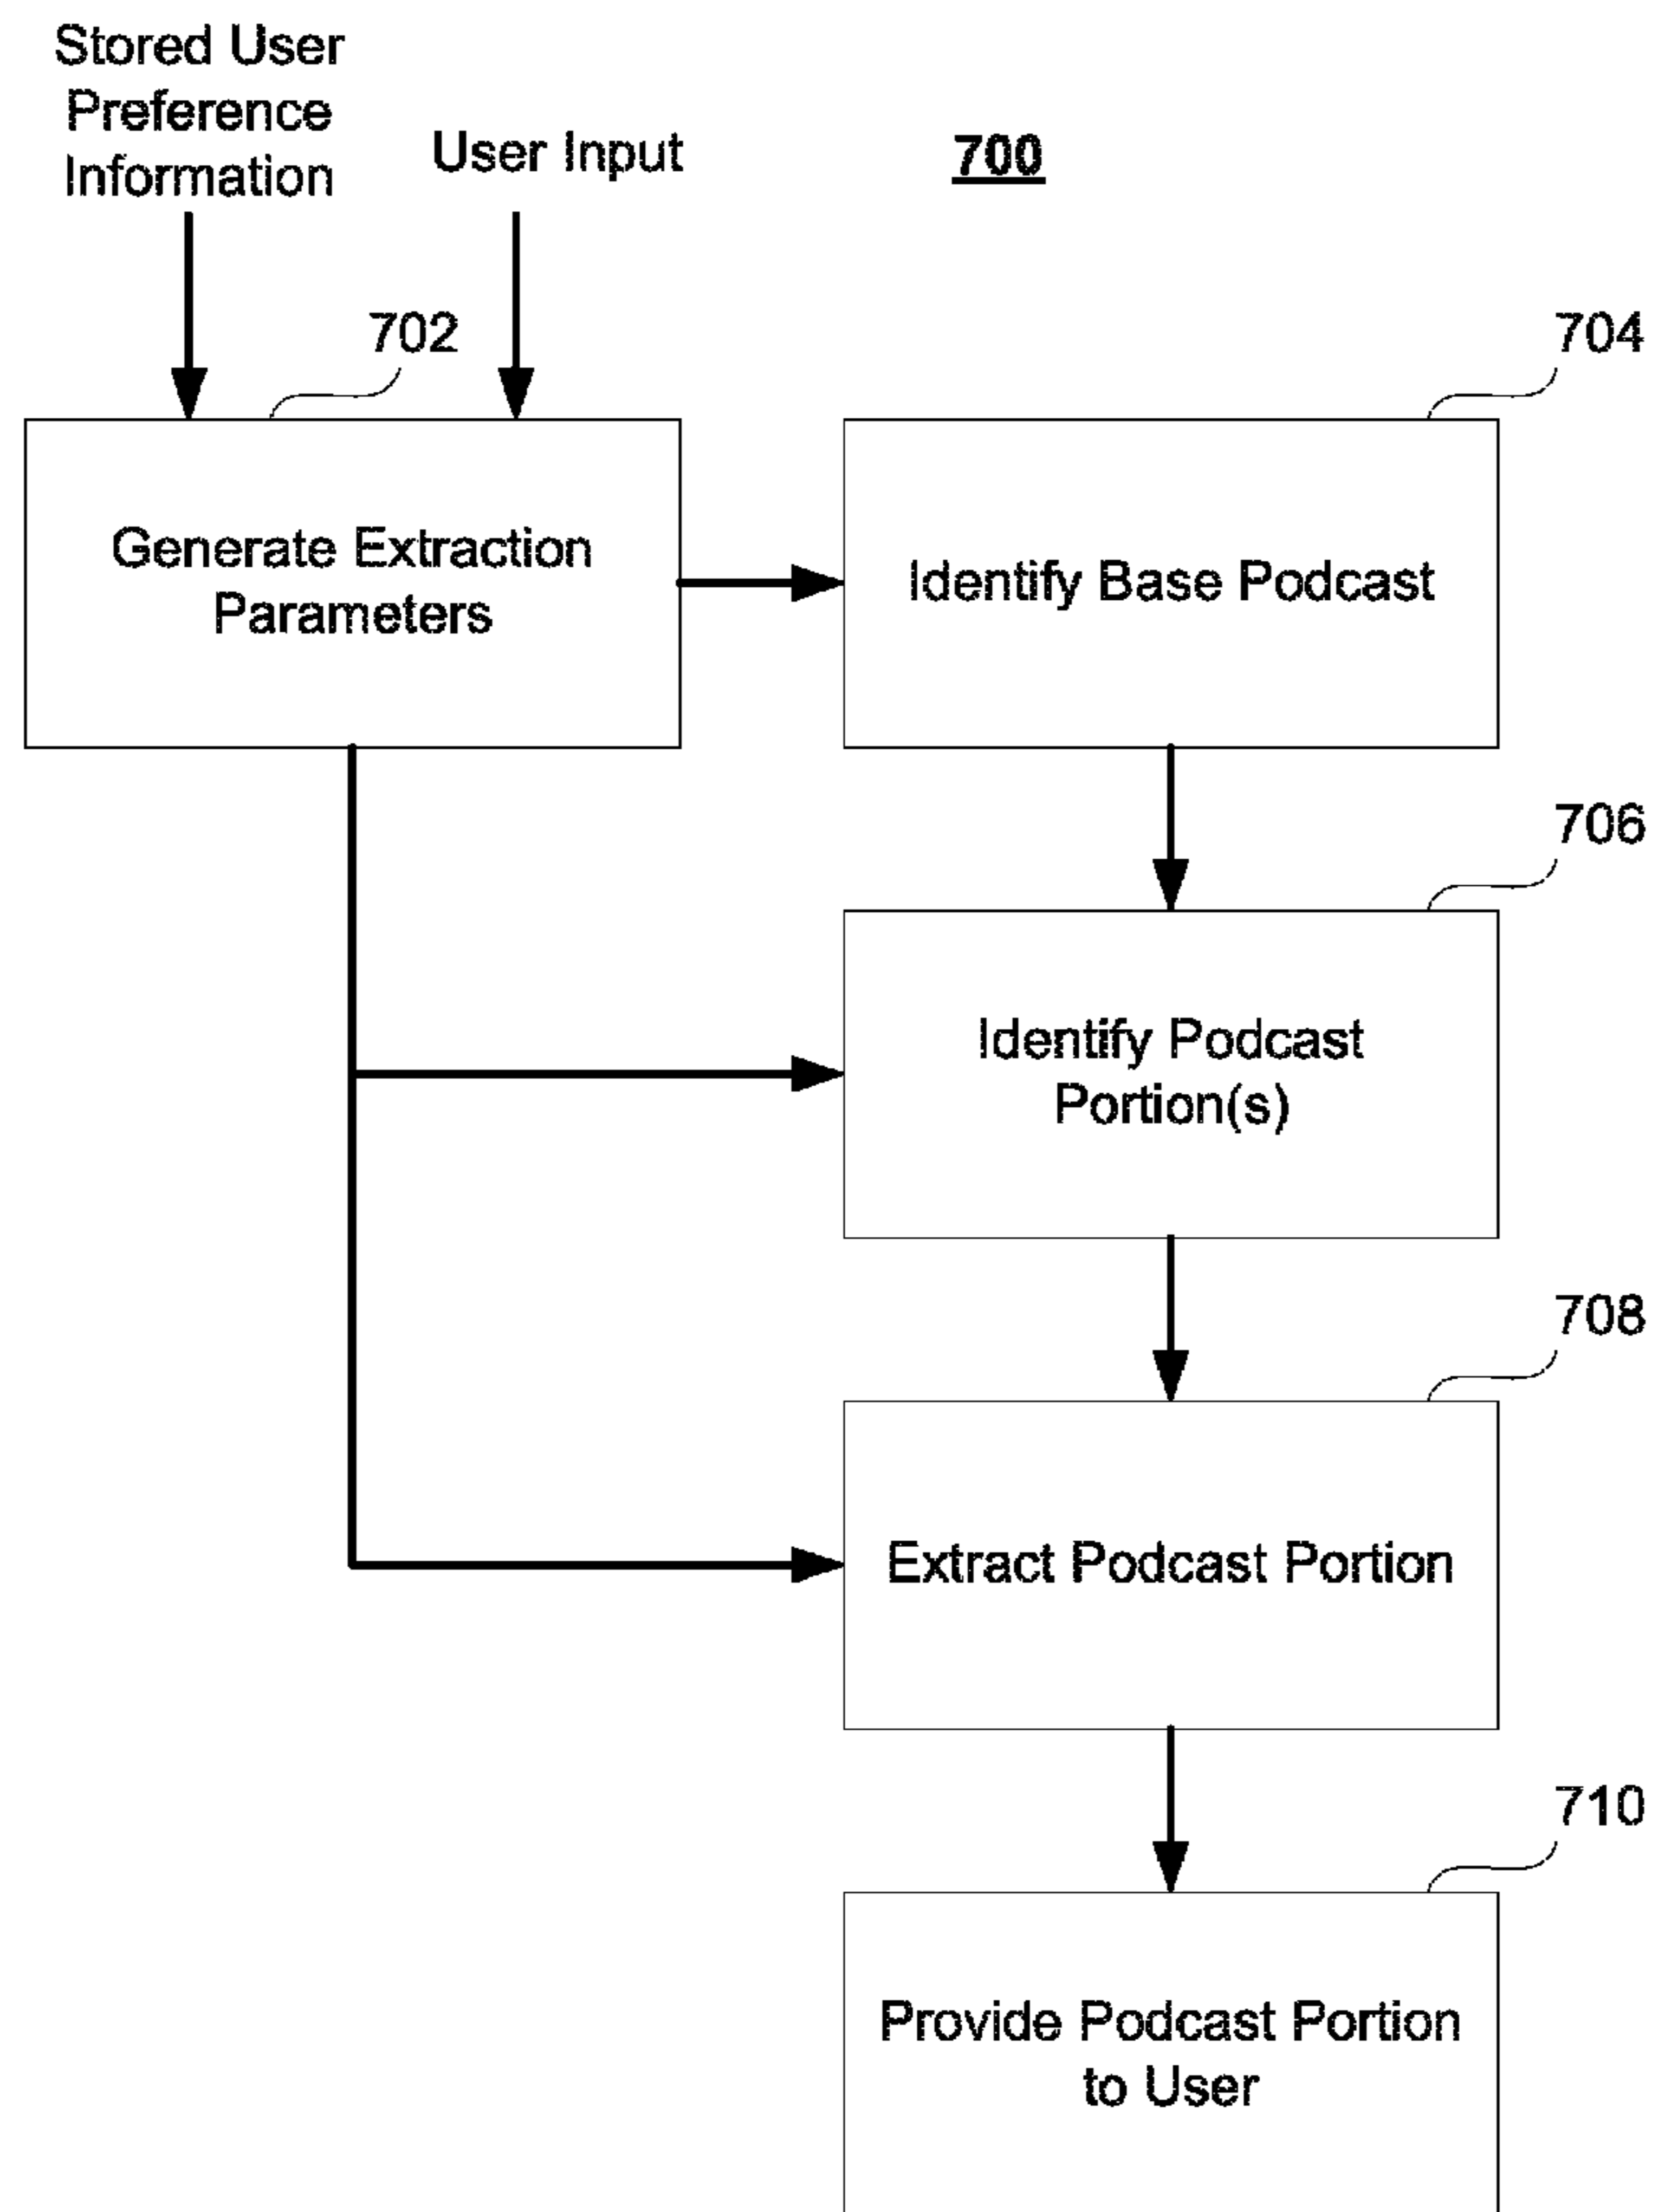 Stored User
Preference
Information
User Input
700
702
704
Generate Extraction
Parameters
Identify Base Podcast
706
Identify Podcast
Portion(s)
708
Extract Podcast Portion
710
Provide Podcast Portion
to User